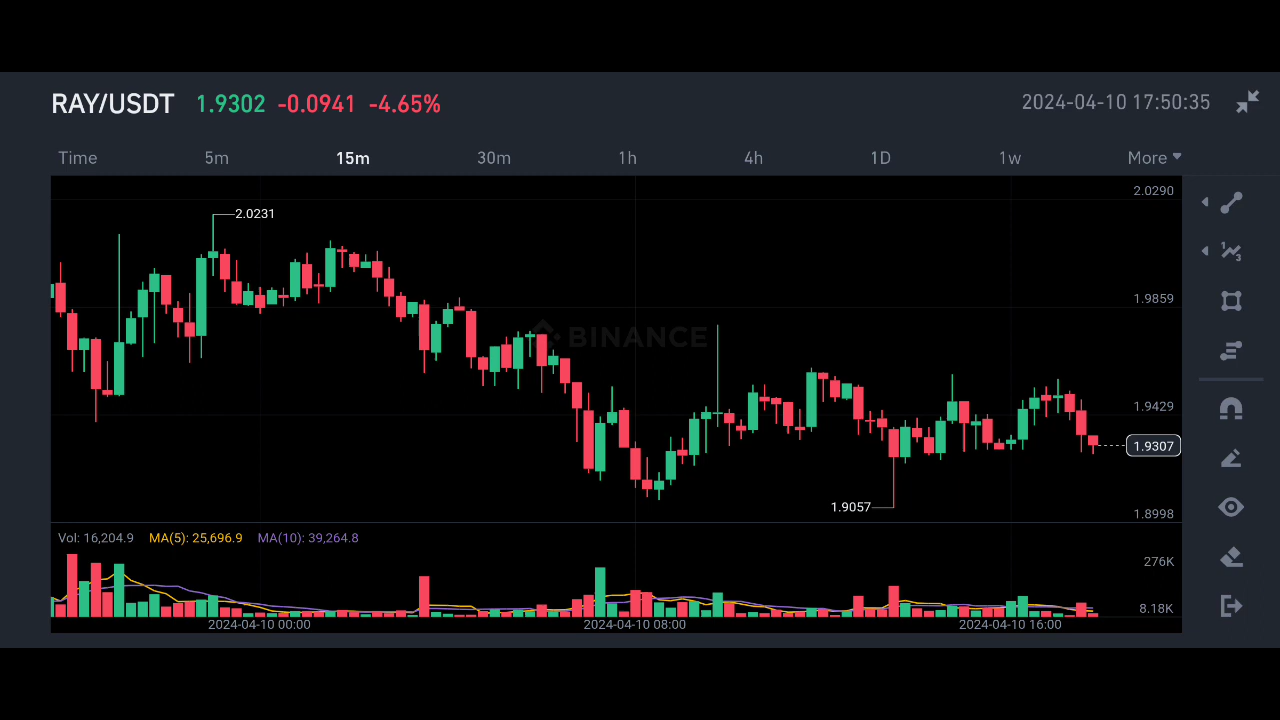 RAY/USDT 1.9302 -0.0941 -4.65% 2024-04-10 17:50:35
Time 5m 15m 30m 1h 4h 1D 1w More
2.0290
2.0231
1.9859
BINANCE
1.9429
1.9307
1.9057
1.8998
Vol: 16,204.9 MA(5): 25,696.9 MA(10): 39,264.8
276K
8.18K
2024-04-10 00:00 2024-04-10 08:00 2024-04-10 16:00